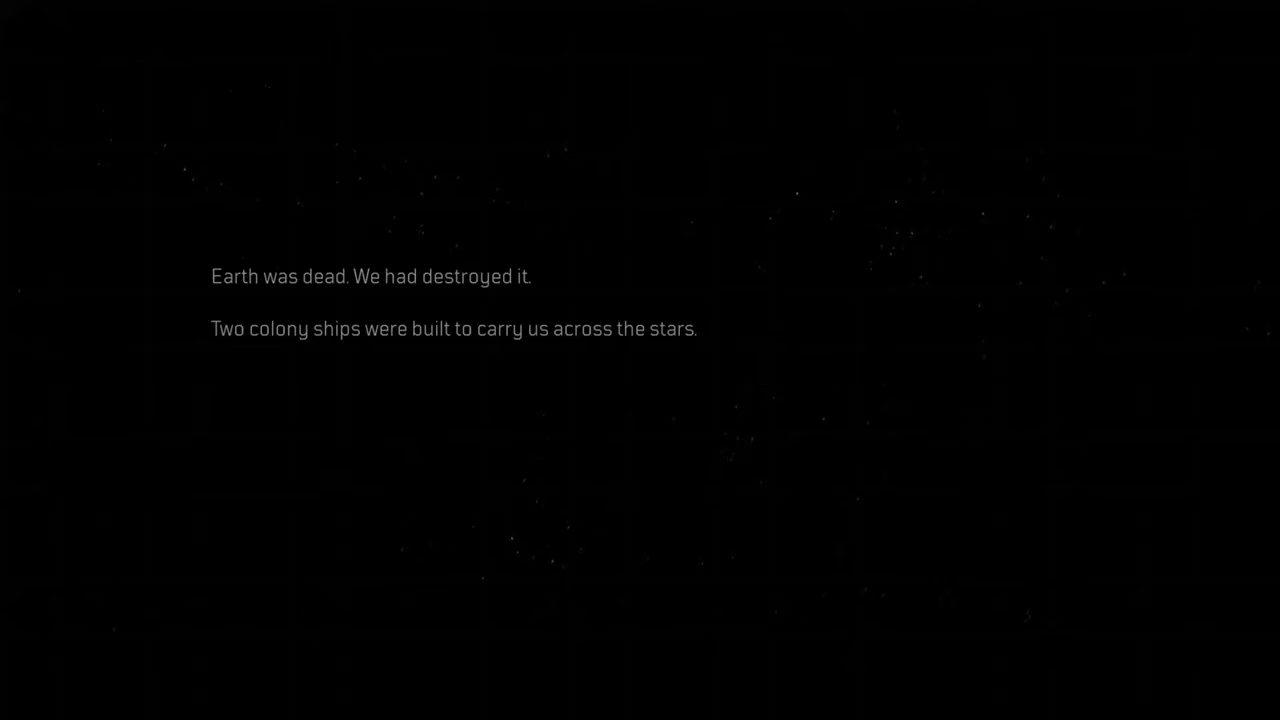 Earth was dead. We had destroyed it.
Two colony ships were built to carry us across the stars.